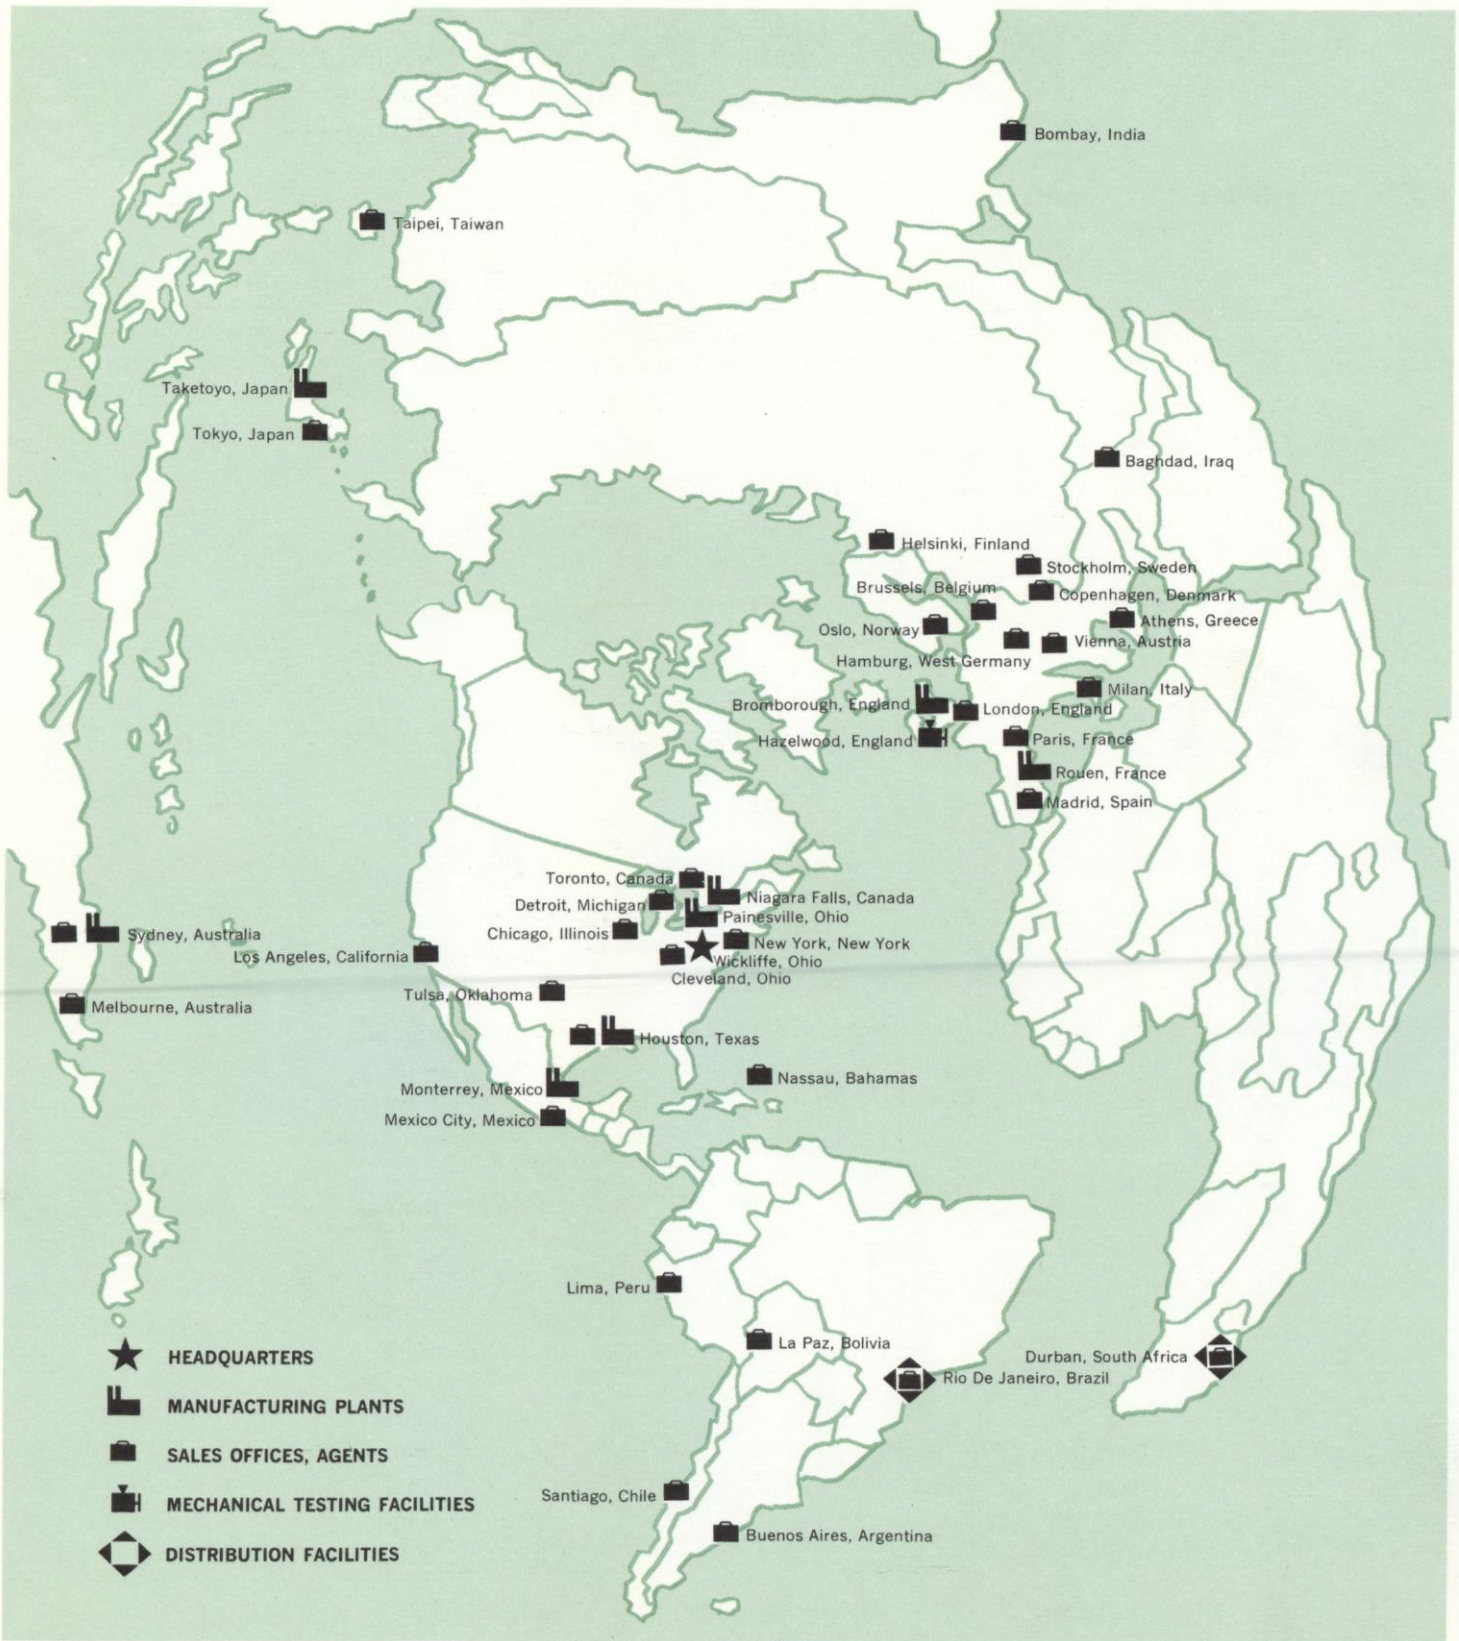 Bombay, India
Taipei, Taiwan
Taketoyo, Japan
Tokyo, Japan
Baghdad, Iraq
Helsinki, Finland
Stockholm, Sweden
Brussels, Belgium
Copenhagen, Denmark
Athens, Greece
Oslo, Norway
Vienna, Austria
Hamburg, West Germany
Milan, Italy
Bromborough, England
London, England
Hazelwood, England
Paris, France
Rouen, France
Madrid, Spain
Toronto, Canada
Niagara Falls, Canada
Detroit, Michigan
Painesville, Ohio
Chicago, Illinois
Sydney, Australia
New York, New York
Los Angeles, California
Wickliffe, Ohio
Cleveland, Ohio
Tulsa, Oklahoma
Melbourne, Australia
Houston, Texas
Nassau, Bahamas
Monterrey, Mexico
Mexico City, Mexico
Lima, Peru
La Paz, Bolivia
Durban, South Africa
Rio De Janeiro, Brazil
Santiago, Chile
Buenos Aires, Argentina
HEADQUARTERS
MANUFACTURING PLANTS
SALES OFFICES, AGENTS
MECHANICAL TESTING FACILITIES
DISTRIBUTION FACILITIES